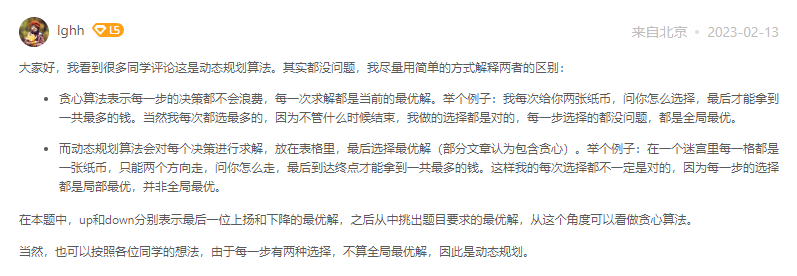 lghh L5 来自北京 • 2023-02-13
大家好，我看到很多同学评论这是动态规划算法。其实都没问题，我尽量用简单的方式解释两者的区别：
• 贪心算法表示每一步的决策都不会浪费，每一次求解都是当前的最优解。举个例子：我每次给你两张纸币，问你怎么选择，最后才能拿到
一共最多的钱。当然我每次都选最多的，因为不管什么时候结束，我做的选择都是对的，每一步选择的都没问题，都是全局最优。
• 而动态规划算法会对每个决策进行求解，放在表格里，最后选择最优解（部分文章认为包含贪心）。举个例子：在一个迷宫里每一格都是
一张纸币，只能两个方向走，问你怎么走，最后到达终点才能拿到一共最多的钱。这样我的每次选择都不一定是对的，因为每一步的选择
都是局部最优，并非全局最优。
在本题中，up和down分别表示最后一位上扬和下降的最优解，之后从中挑出题目要求的最优解，从这个角度可以看做贪心算法。
当然，也可以按照各位同学的想法，由于每一步有两种选择，不算全局最优解，因此是动态规划。